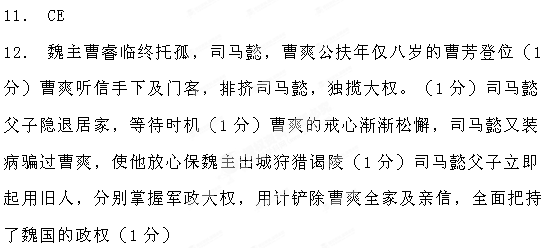 11． CE
12． 魏主曹睿临终托孤，司马懿，曹爽公扶年仅八岁的曹芳登位（1
分）曹爽听信手下及门客，排挤司马懿，独揽大权。（1 分）司马懿
父子隐退居家，等待时机（1 分）曹爽的戒心渐渐松懈，司马懿又装
病骗过曹爽，使他放心保魏主出城狩猎谒陵（1 分）司马懿父子立即
起用旧人，分别掌握军政大权，用计铲除曹爽全家及亲信，全面把持
了魏国的政权（1 分）